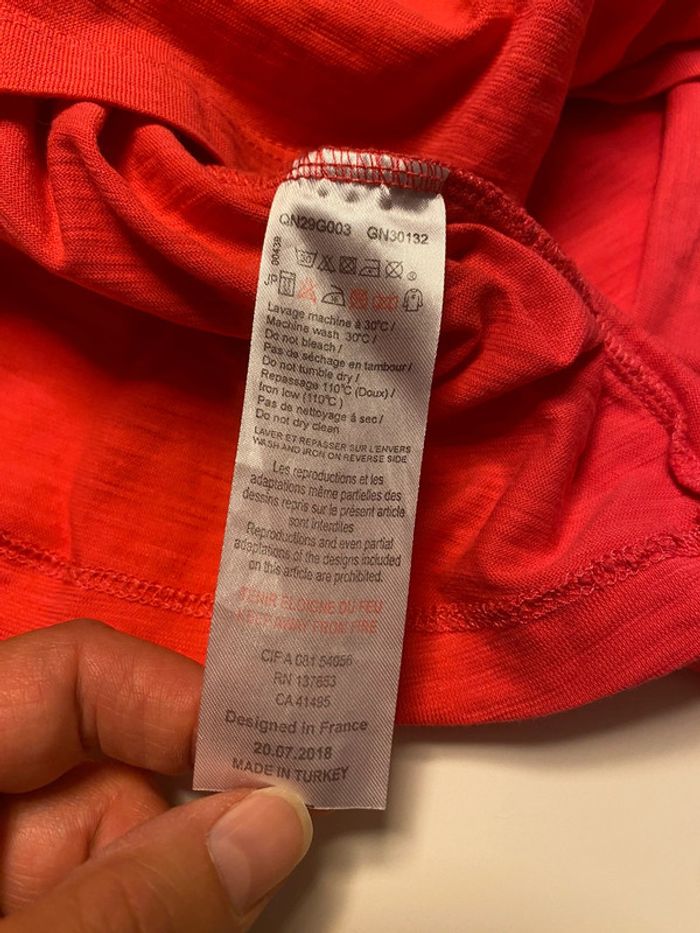 QN29G003 GN30132
00439
30
JP
Lavage machine à 30°C /
Machine wash 30°C /
Do not bleach /
Pas de séchage en tambour /
Do not tumble dry /
Repassage 110°C (Doux) /
Iron low (110°C)
Pas de nettoyage à sec /
Do not dry clean
LAVER ET REPASSER SUR L'ENVERS
WASH AND IRON ON REVERSE SIDE
Les reproductions et les
adaptations même partielles des
dessins repris sur le présent article
sont interdites
Reproductions and even partial
adaptations of the designs included
on this article are prohibited.
TENIR ELOIGNE DU FEU
KEEP AWAY FROM FIRE
CIF A 081 54056
RN 137653
CA 41495
Designed in France
20.07.2018
MADE IN TURKEY